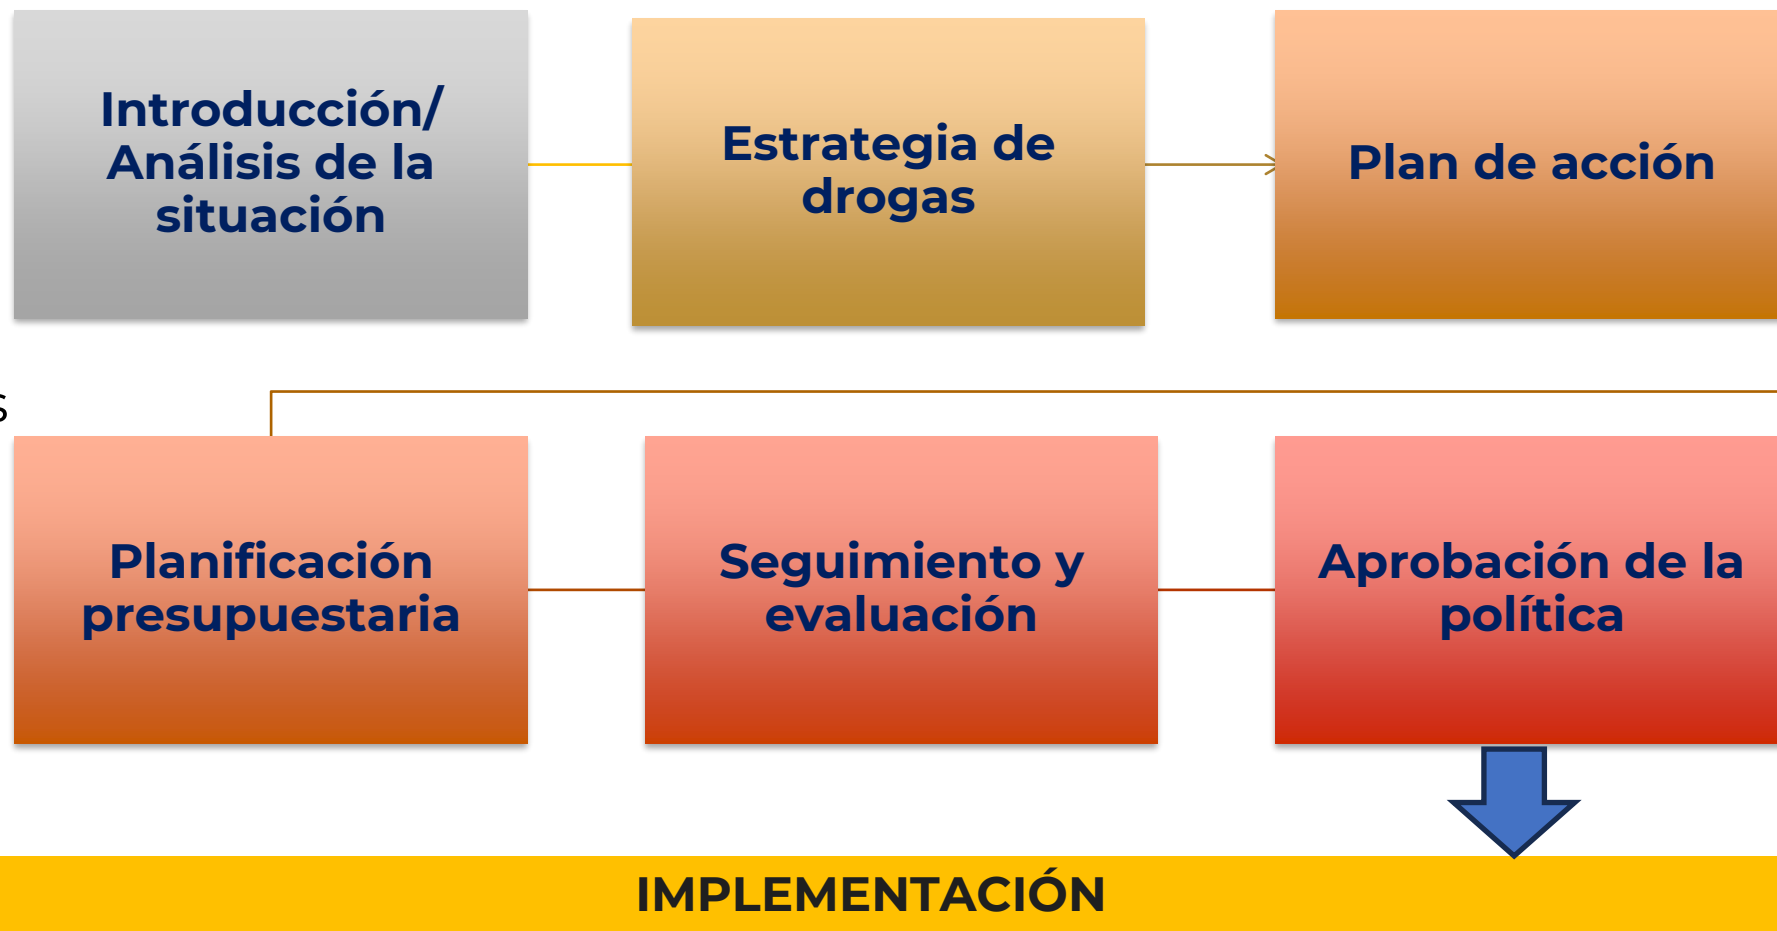 Introducción/
Análisis de la
situación
Estrategia de
drogas
Plan de acción
s
Planificación
presupuestaria
Seguimiento y
evaluación
Aprobación de la
política
IMPLEMENTACIÓN